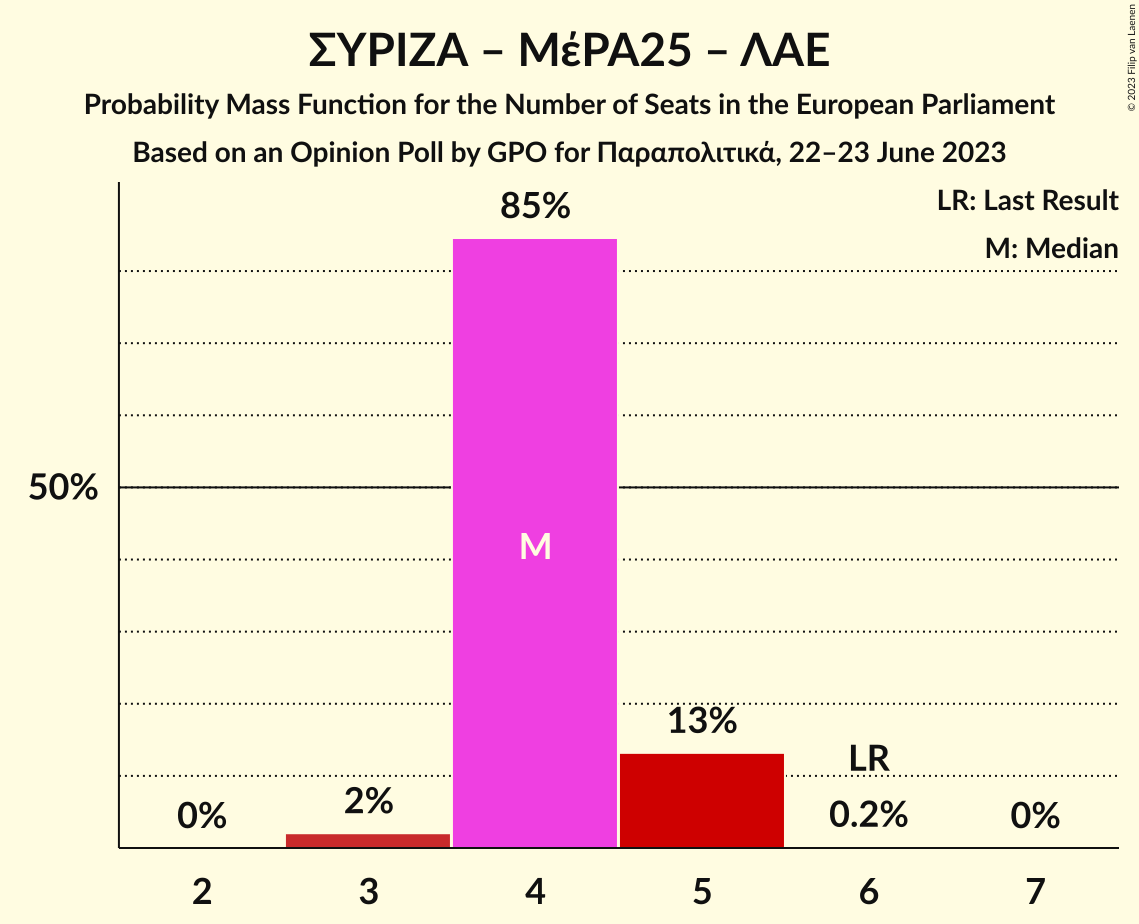 ΣΥΡΙΖΑ – ΜέΡΑ25 – ΛΑΕ
Probability Mass Function for the Number of Seats in the European Parliament
Based on an Opinion Poll by GPO for Παραπολιτικά, 22–23 June 2023
© 2023 Filip van Laenen
LR: Last Result
M: Median
85%
50%
M
13%
LR
0%
2%
0.2%
0%
2 3 4 5 6 7